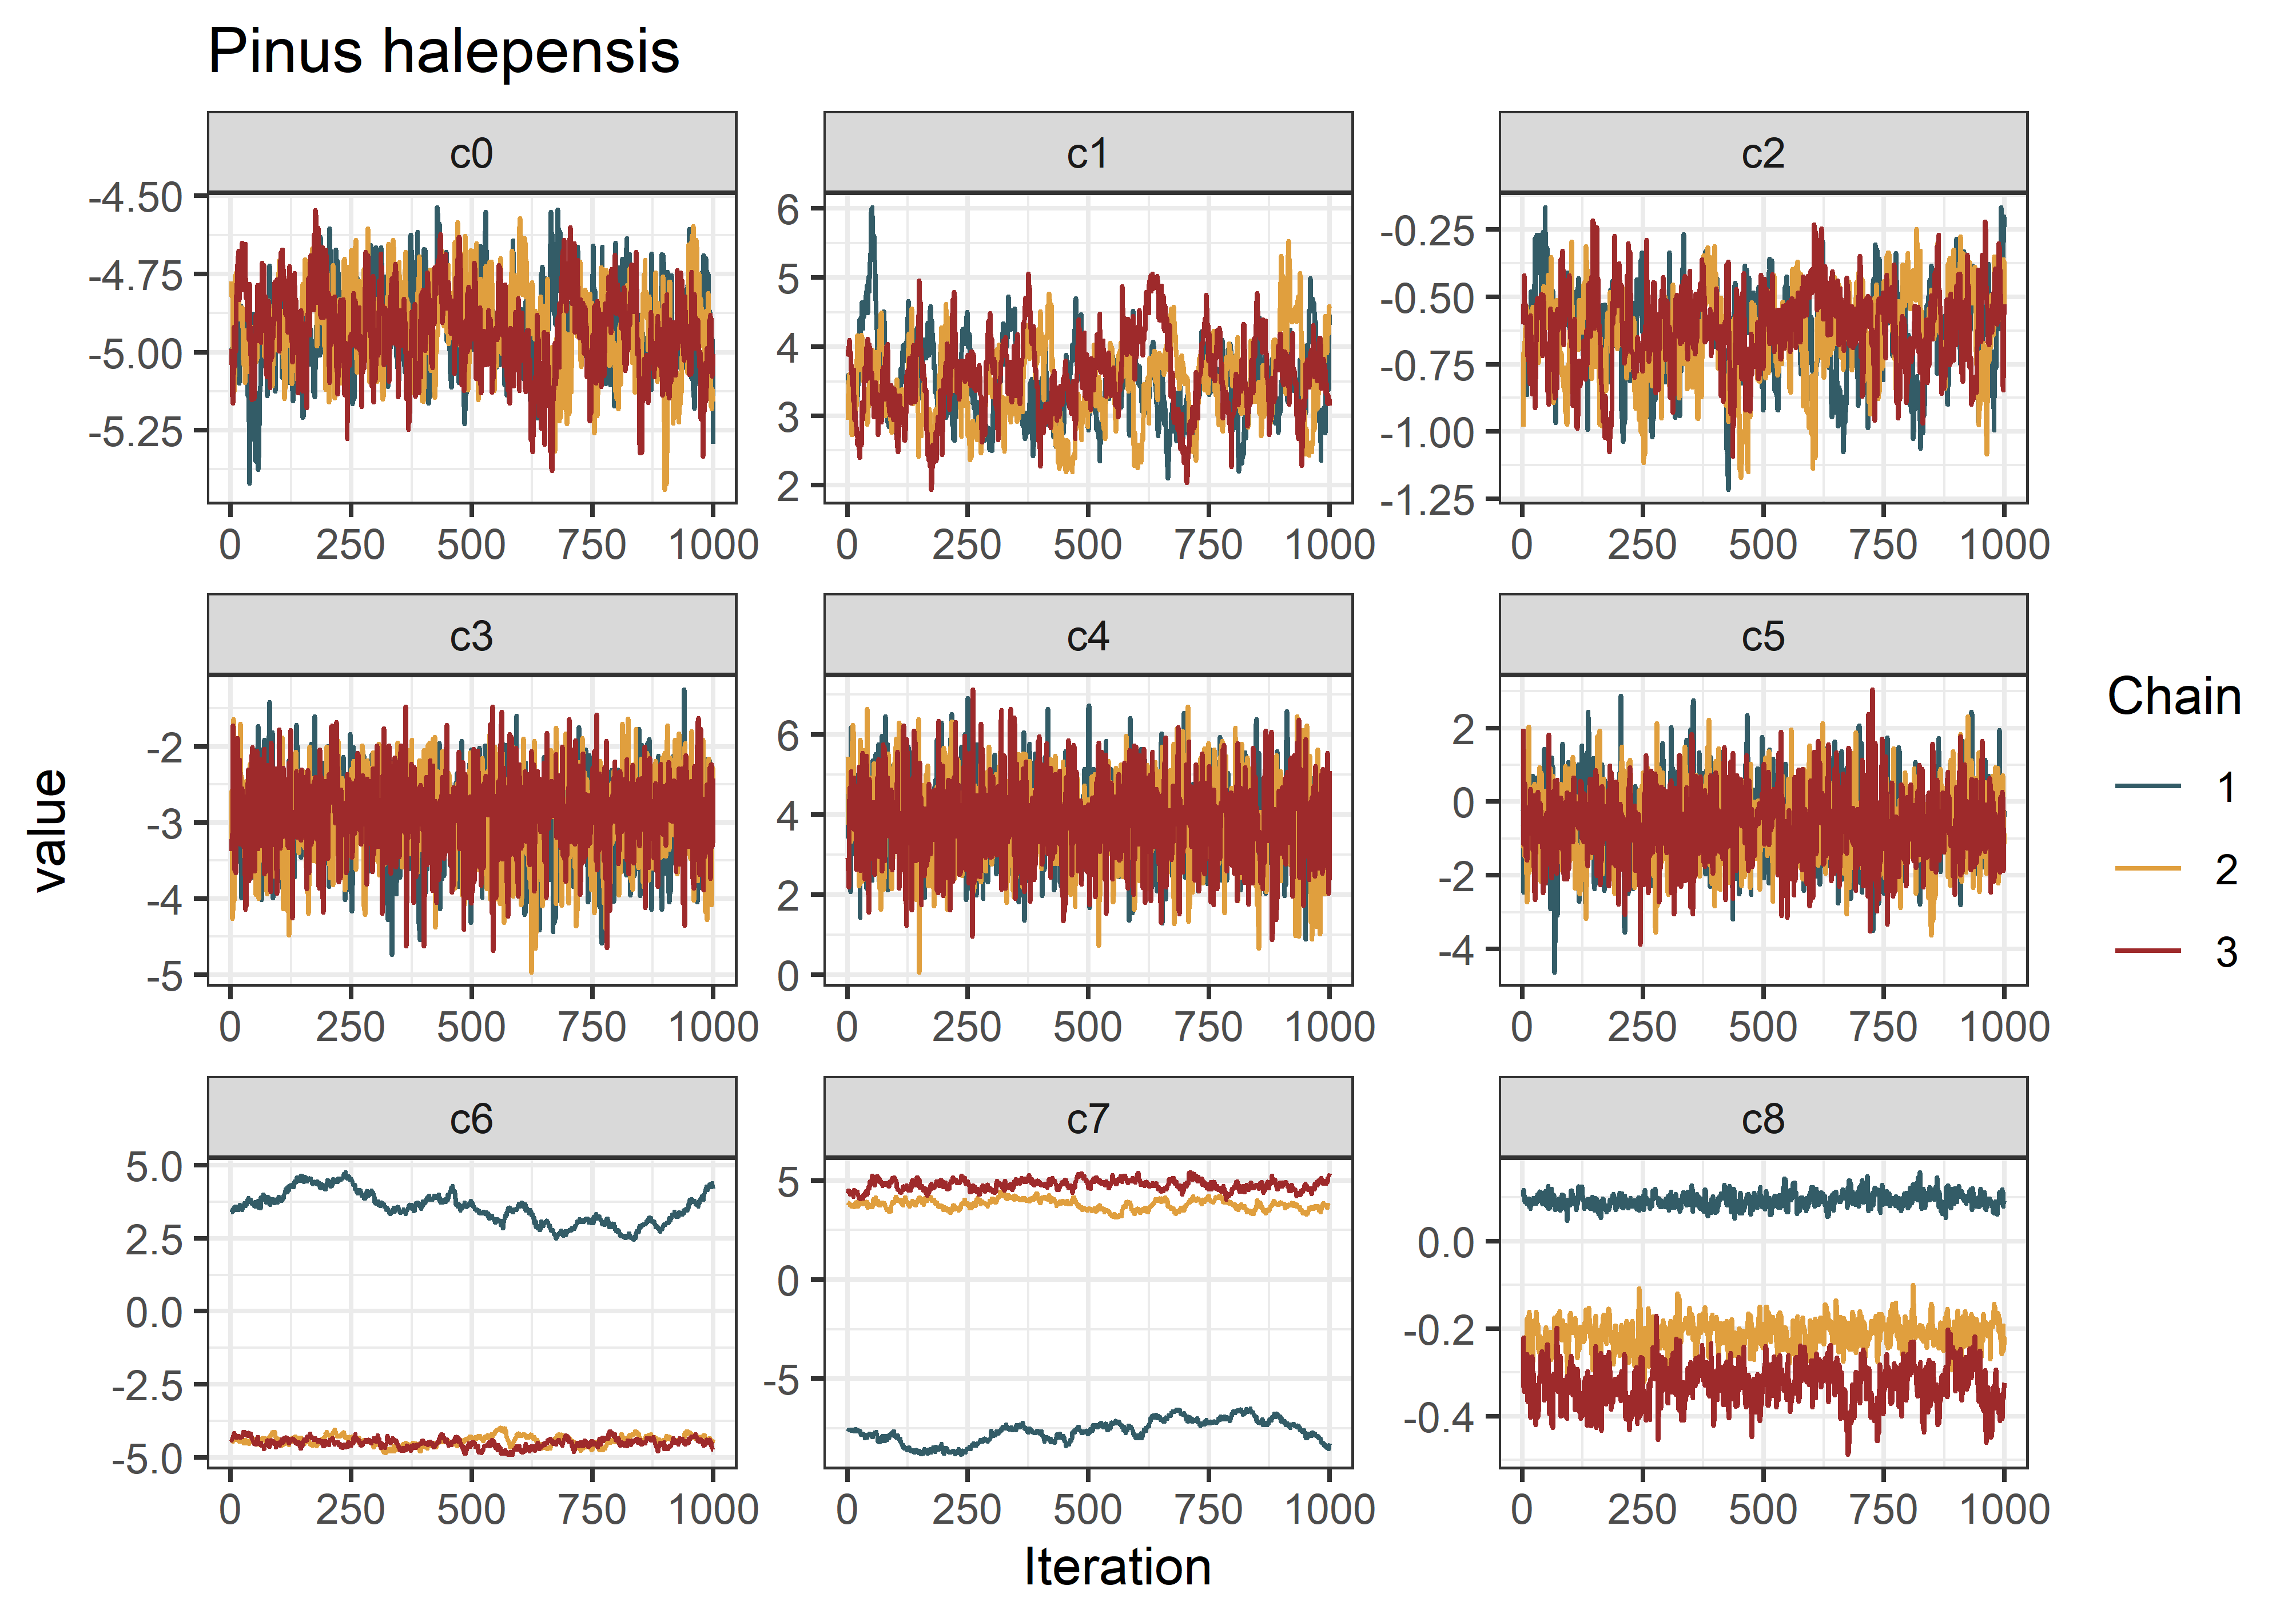 Pinus halepensis
c0 c1 c2
-4.50 -4.75 -5.00 -5.25
6 5 4 3 2
-0.25 -0.50 -0.75 -1.00 -1.25
0 250 500 750 1000 0 250 500 750 1000 0 250 500 750 1000
c3 c4 c5
-2 -3 -4 -5
6 4 2 0
2 0 -2 -4
0 250 500 750 1000 0 250 500 750 1000 0 250 500 750 1000
c6 c7 c8
5.0 2.5 0.0 -2.5 -5.0
5 0 -5
0.0 -0.2 -0.4
0 250 500 750 1000 0 250 500 750 1000 0 250 500 750 1000
value
Iteration
Chain
1
2
3